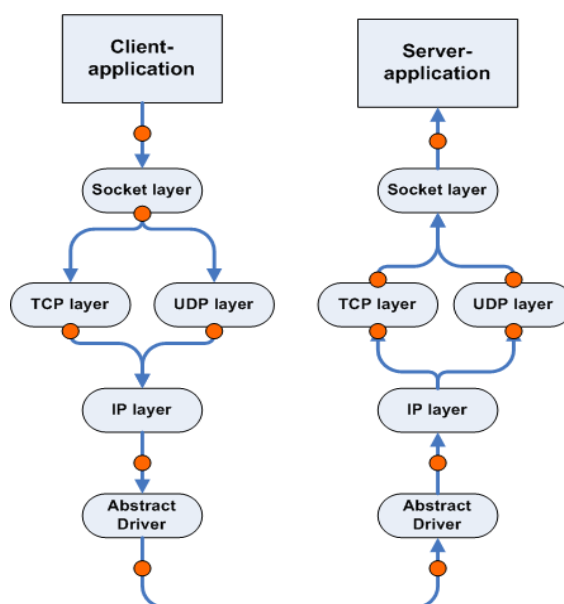 Client-
application
Server-
application
Socket layer
Socket layer
TCP layer
UDP layer
TCP layer
UDP layer
IP layer
IP layer
Abstract
Driver
Abstract
Driver